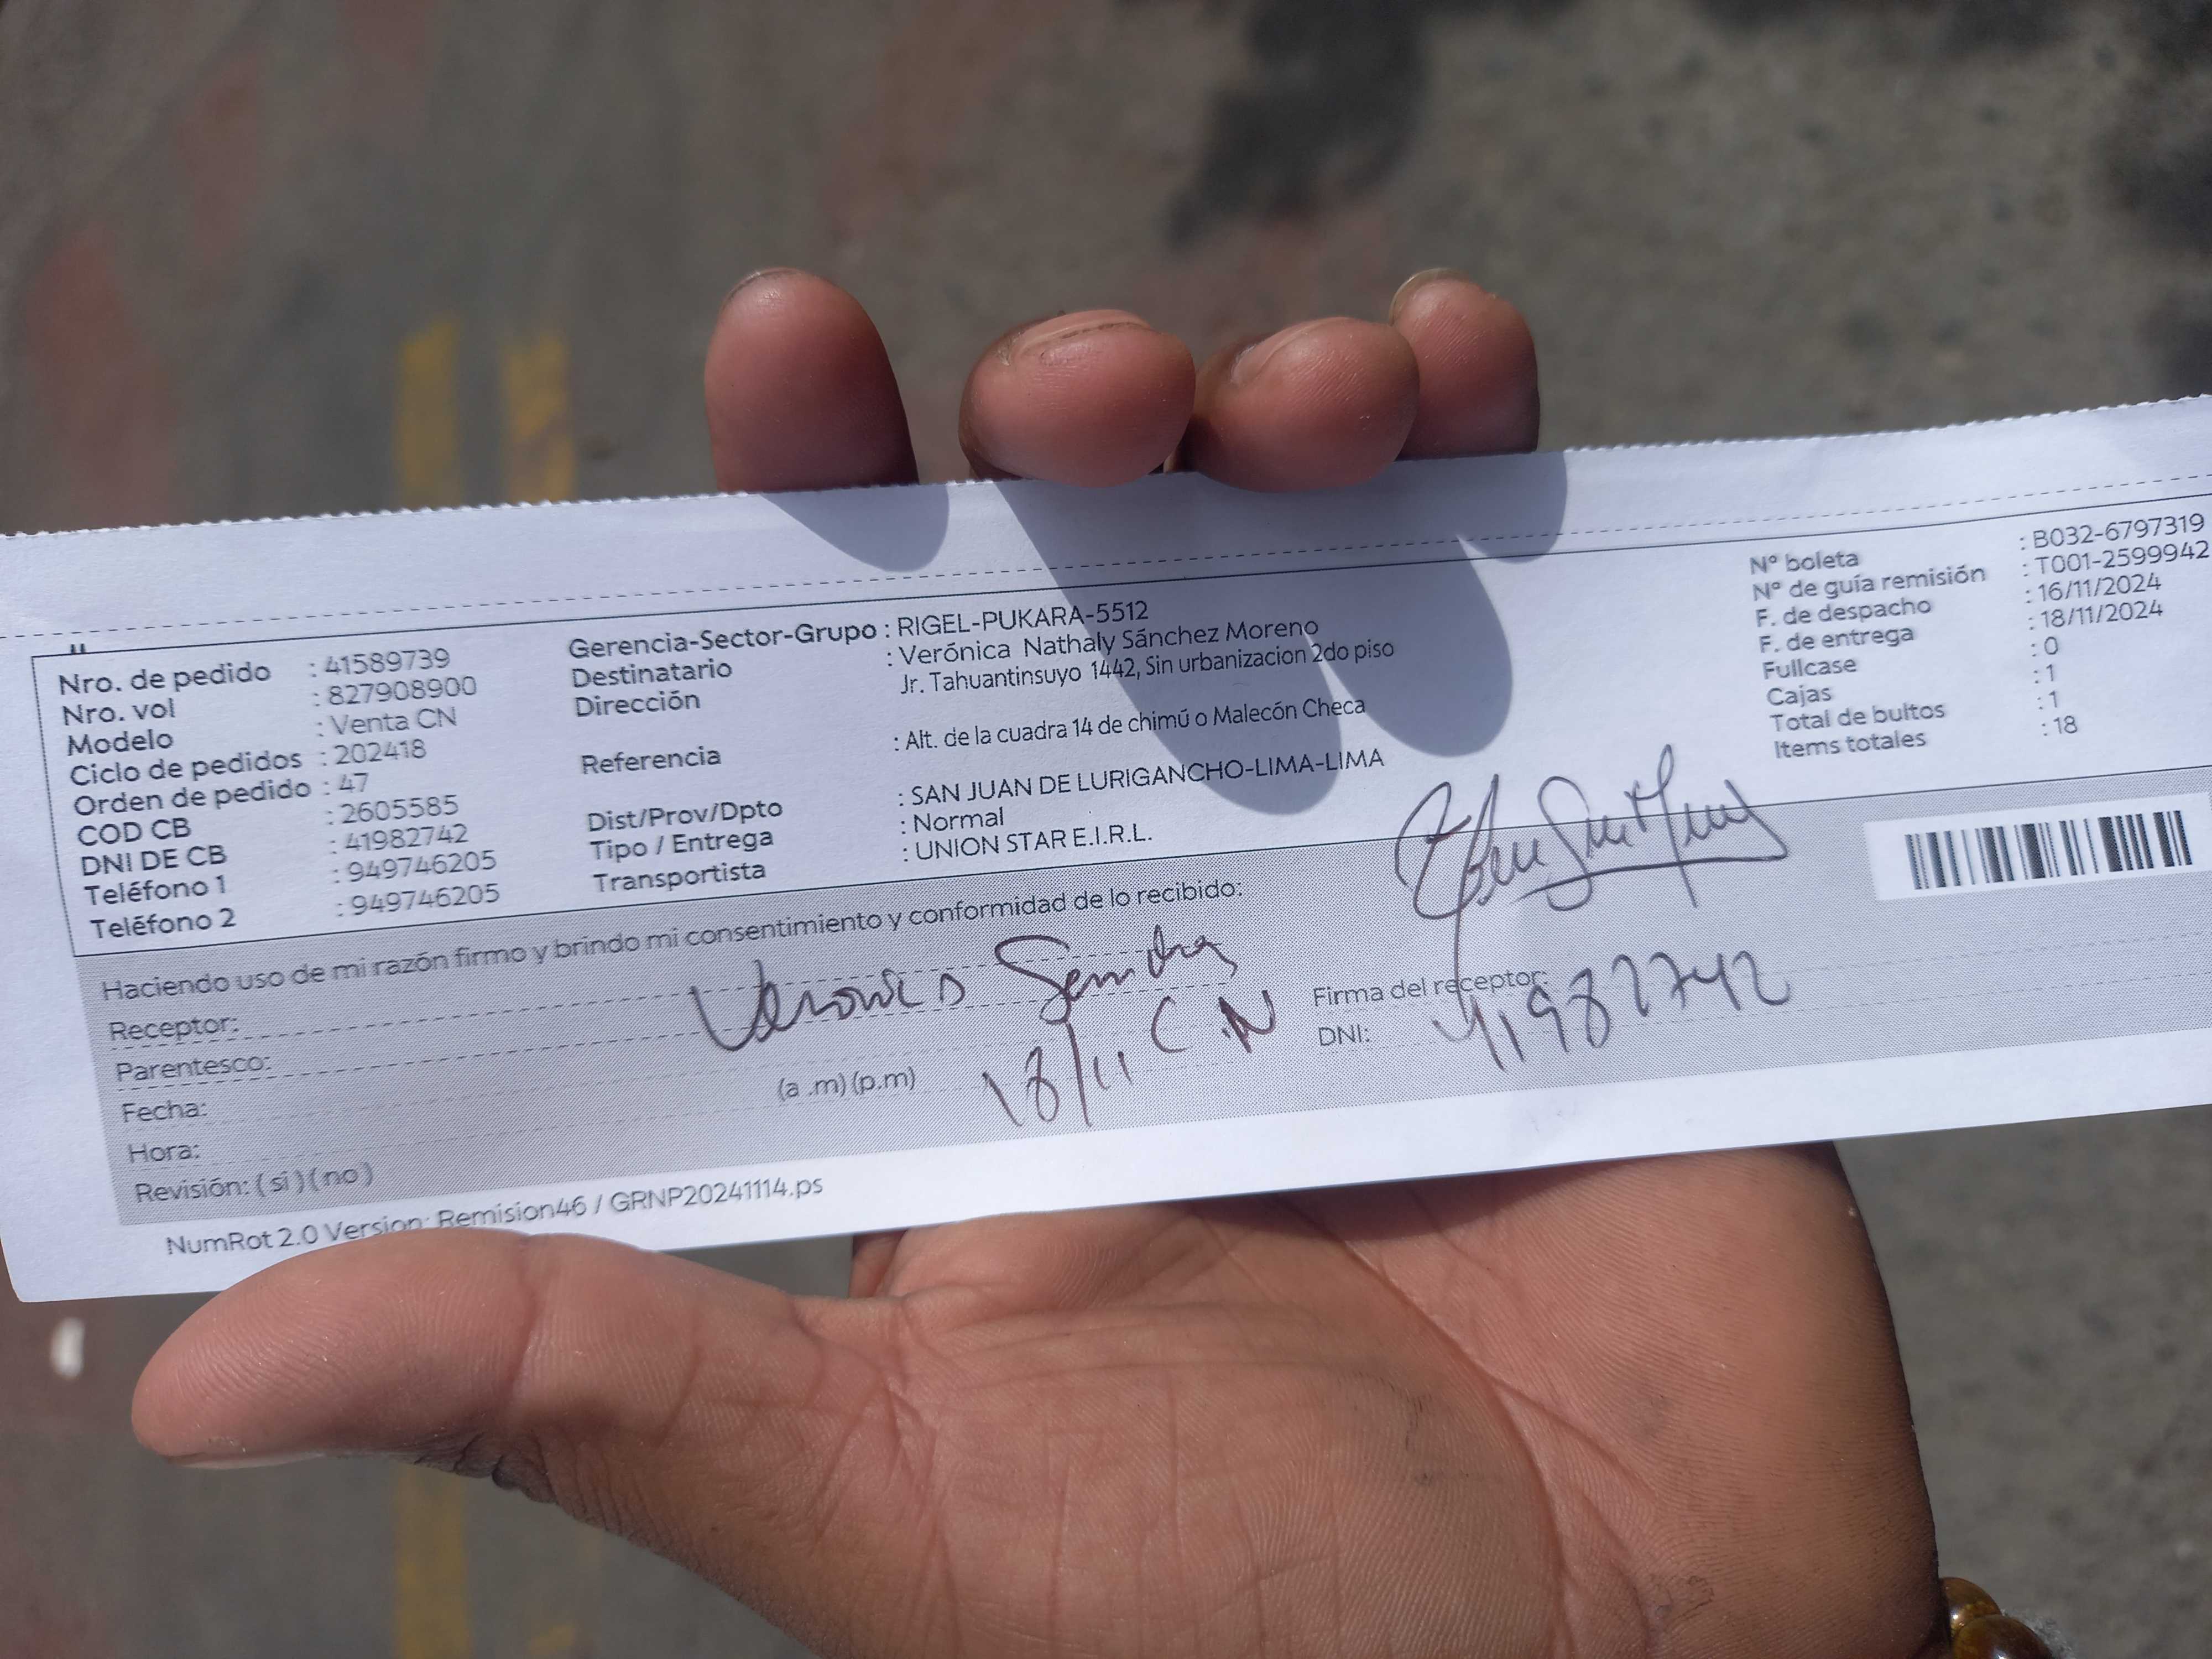 Nro. de pedido : 41589739
Nro. vol : 827908900
Modelo : Venta CN
Ciclo de pedidos : 202418
Orden de pedido : 47
COD CB : 2605585
DNI DE CB : 41982742
Teléfono 1 : 949746205
Teléfono 2 : 949746205
Gerencia-Sector-Grupo : RIGEL-PUKARA-5512
Destinatario : Verónica Nathaly Sánchez Moreno
Dirección Jr. Tahuantinsuyo 1442, Sin urbanizacion 2do piso
Referencia : Alt. de la cuadra 14 de chimú o Malecón Checa
Dist/Prov/Dpto : SAN JUAN DE LURIGANCHO-LIMA-LIMA
Tipo / Entrega : Normal
Transportista : UNION STAR E.I.R.L.
Nº boleta : B032-6797319
Nº de guía remisión : T001-2599942
F. de despacho : 16/11/2024
F. de entrega : 18/11/2024
Fullcase : 0
Cajas : 1
Total de bultos : 1
Items totales : 18
Haciendo uso de mi razón firmo y brindo mi consentimiento y conformidad de lo recibido:
Receptor: Veronica
Parentesco: C.N
Fecha: 18/11
Hora: (a .m) (p.m)
Revisión: ( si ) ( no )
Firma del receptor:
DNI: 41982742
NumRot 2.0 Version: Remision46 / GRNP20241114.ps